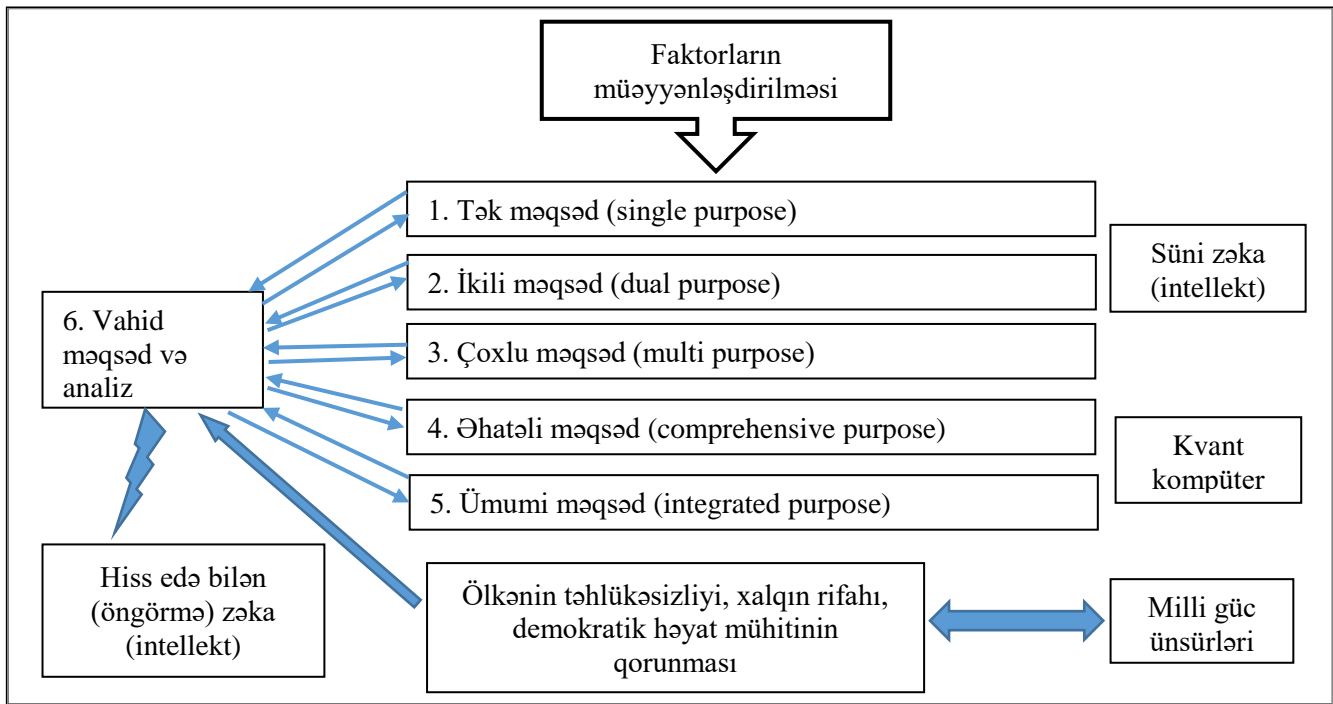 Faktorların
müəyyənləşdirilməsi
1. Tək məqsəd (single purpose)
2. İkili məqsəd (dual purpose)
3. Çoxlu məqsəd (multi purpose)
4. Əhatəli məqsəd (comprehensive purpose)
5. Ümumi məqsəd (integrated purpose)
Süni zəka
(intellekt)
Kvant
kompüter
6. Vahid
məqsəd və
analiz
Hiss edə bilən
(öngörmə) zəka
(intellekt)
Ölkənin təhlükəsizliyi, xalqın rifahı,
demokratik həyat mühitinin
qorunması
Milli güc
ünsürləri